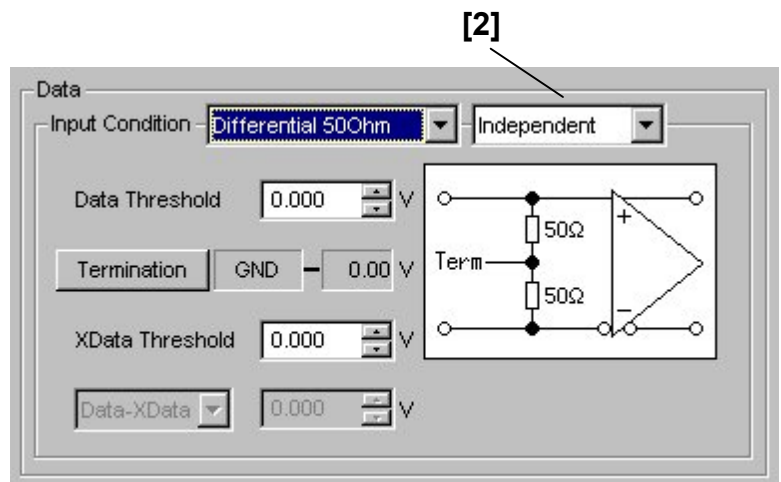 [2]
Data
Input Condition Differential 50Ohm Independent
Data Threshold 0.000 V
Termination GND 0.00 V
XData Threshold 0.000 V
Data-XData 0.000 V
+
50Ω
Term
50Ω
−